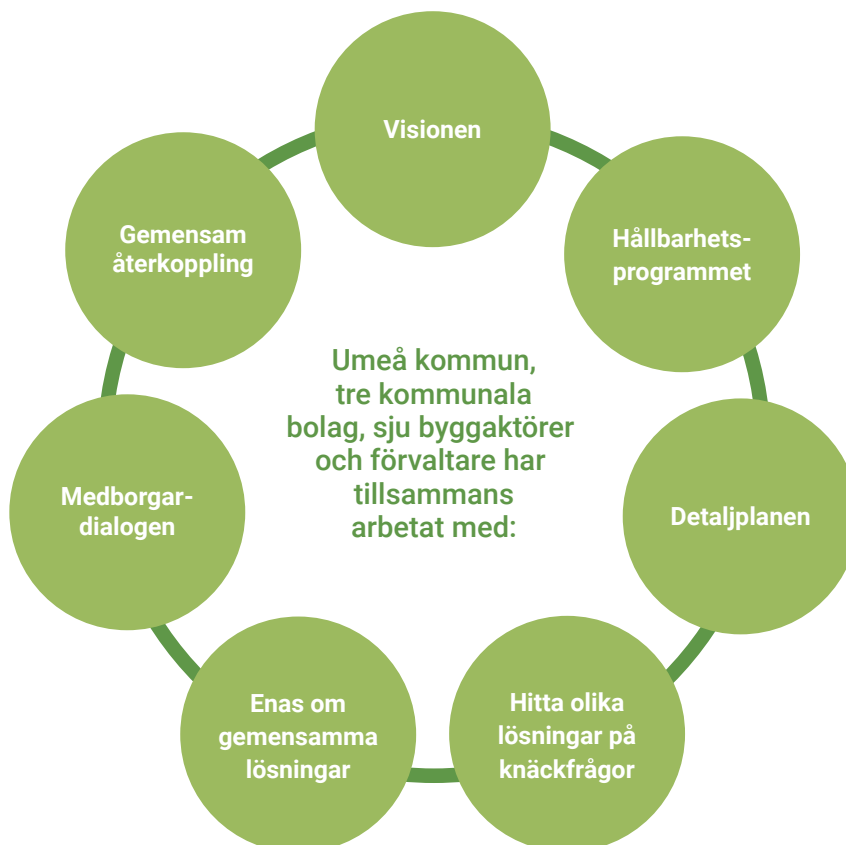 Visionen
Hållbarhets-
programmet
Detaljplanen
Hitta olika
lösningar på
knäckfrågor
Enas om
gemensamma
lösningar
Medborgar-
dialogen
Gemensam
återkoppling
Umeå kommun,
tre kommunala
bolag, sju byggaktörer
och förvaltare har
tillsammans
arbetat med: